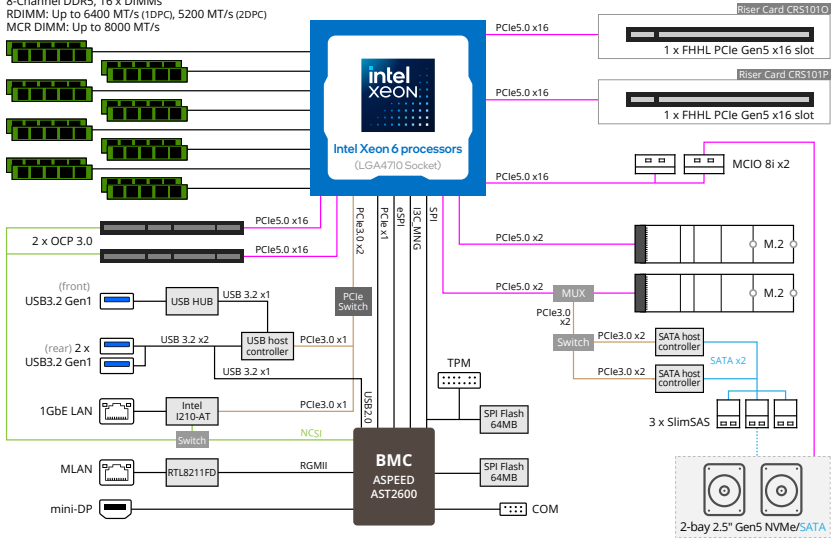 8-Channel DDR5, 16 x DIMMs
RDIMM: Up to 6400 MT/s (1DPC), 5200 MT/s (2DPC)
MCR DIMM: Up to 8000 MT/s
intel
XEON
Intel Xeon 6 processors
(LGA4710 Socket)
PCIe5.0 x16
Riser Card CRS101O
1 x FHHL PCIe Gen5 x16 slot
PCIe5.0 x16
Riser Card CRS101P
1 x FHHL PCIe Gen5 x16 slot
PCIe5.0 x16
MCIO 8i x2
2 x OCP 3.0
PCIe5.0 x16
PCIe5.0 x16
PCIe3.0 x2
PCIe x1
eSPI
I3C_MNG
SPI
PCIe5.0 x2
M.2
PCIe5.0 x2
MUX
M.2
PCIe3.0
x2
Switch
PCIe3.0 x2
SATA host
controller
PCIe3.0 x2
SATA host
controller
SATA x2
3 x SlimSAS
2-bay 2.5" Gen5 NVMe/SATA
(front)
USB3.2 Gen1
USB HUB
USB 3.2 x1
PCIe
Switch
(rear) 2 x
USB3.2 Gen1
USB 3.2 x2
USB host
controller
PCIe3.0 x1
USB 3.2 x1
USB2.0
1GbE LAN
Intel
I210-AT
PCIe3.0 x1
Switch
NCSI
TPM
SPI Flash
64MB
MLAN
RTL8211FD
RGMII
BMC
ASPEED
AST2600
SPI Flash
64MB
mini-DP
COM